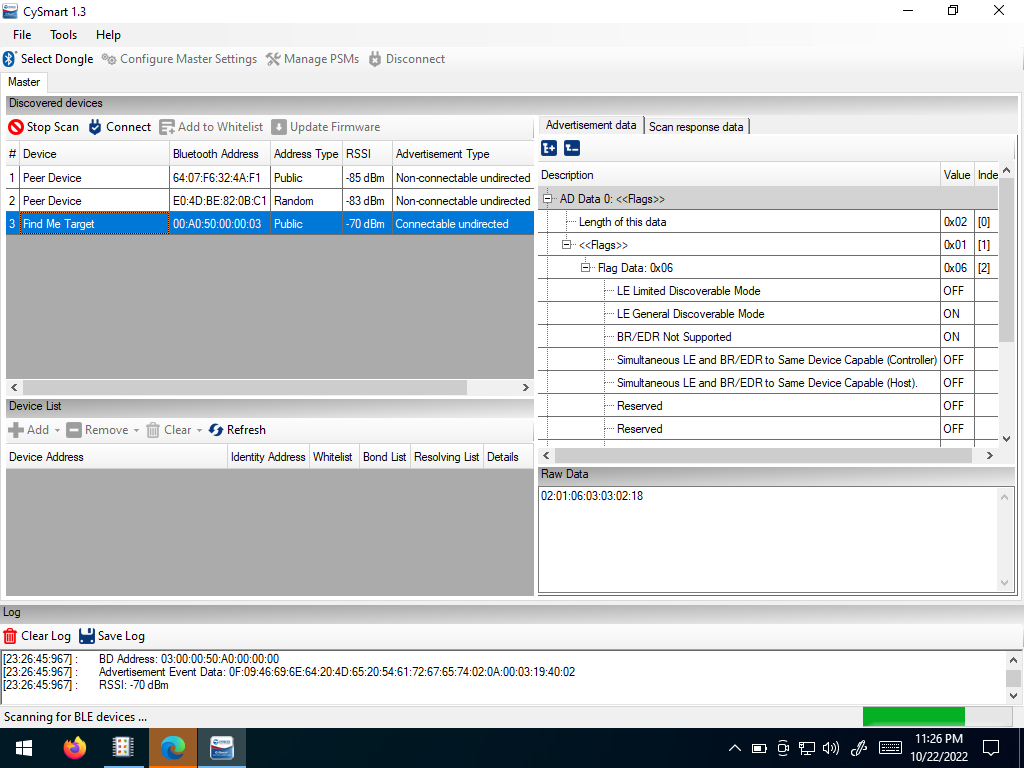 CySmart 1.3
File Tools Help
Select Dongle Configure Master Settings Manage PSMs Disconnect
Master
Discovered devices
Stop Scan Connect Add to Whitelist Update Firmware
# Device Bluetooth Address Address Type RSSI Advertisement Type
1 Peer Device 64:07:F6:32:4A:F1 Public -85 dBm Non-connectable undirected
2 Peer Device E0:4D:BE:82:0B:C1 Random -83 dBm Non-connectable undirected
3 Find Me Target 00:A0:50:00:00:03 Public -70 dBm Connectable undirected
Device List
Add Remove Clear Refresh
Device Address Identity Address Whitelist Bond List Resolving List Details
Advertisement data Scan response data
Description Value Inde
AD Data 0: <<Flags>>
Length of this data 0x02 [0]
<<Flags>> 0x01 [1]
Flag Data: 0x06 0x06 [2]
LE Limited Discoverable Mode OFF
LE General Discoverable Mode ON
BR/EDR Not Supported ON
Simultaneous LE and BR/EDR to Same Device Capable (Controller) OFF
Simultaneous LE and BR/EDR to Same Device Capable (Host). OFF
Reserved OFF
Reserved OFF
Raw Data
02:01:06:03:03:02:18
Log
Clear Log Save Log
[23:26:45:967] : BD Address: 03:00:00:50:A0:00:00:00
[23:26:45:967] : Advertisement Event Data: 0F:09:46:69:6E:64:20:4D:65:20:54:61:72:67:65:74:02:0A:00:03:19:40:02
[23:26:45:967] : RSSI: -70 dBm
Scanning for BLE devices ...
11:26 PM
10/22/2022